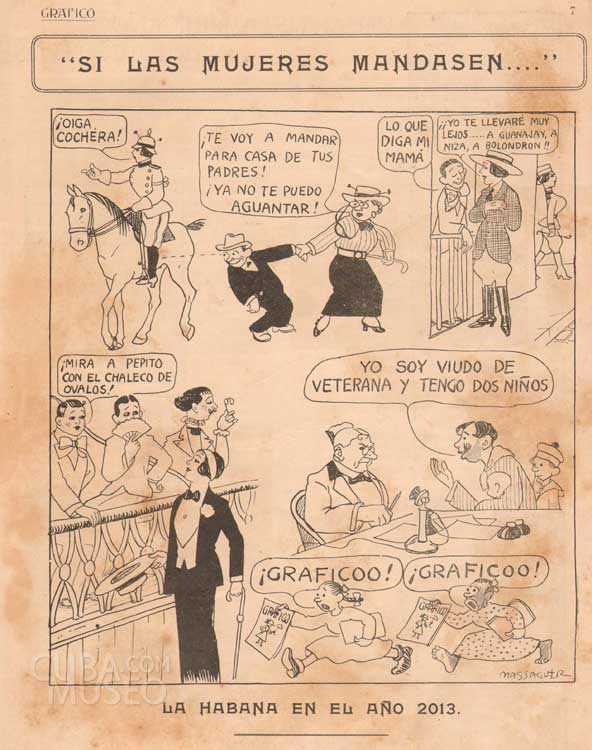 GRAFICO
7
"SI LAS MUJERES MANDASEN...."
¡OIGA,
COCHERA!
¡TE VOY A MANDAR
PARA CASA DE TUS
PADRES!
¡YA NO TE PUEDO
AGUANTAR!
LO QUE
DIGA MI
MAMÁ
¡¡YO TE LLEVARÉ MUY
LEJOS.....A GUANAJAY, A
NIZA, A BOLONDRON!!
¡MIRA A PEPITO
CON EL CHALECO DE
OVALOS!
YO SOY VIUDO DE
VETERANA Y TENGO DOS NIÑOS
¡GRAFICOO!
¡GRAFICOO!
GRAFICO
GRAFICO
MASSAGUER
CUBA.COM
MUSEO
LA HABANA EN EL AÑO 2013.